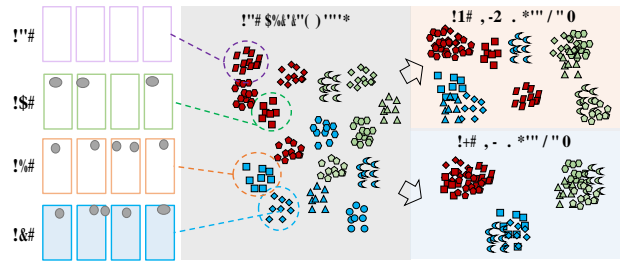 !"# $%&'&"( ) '"'*
!1# , -2 . *'" / " 0
!"#
!$#
!+# , - . *'" / " 0
!%#
!&#